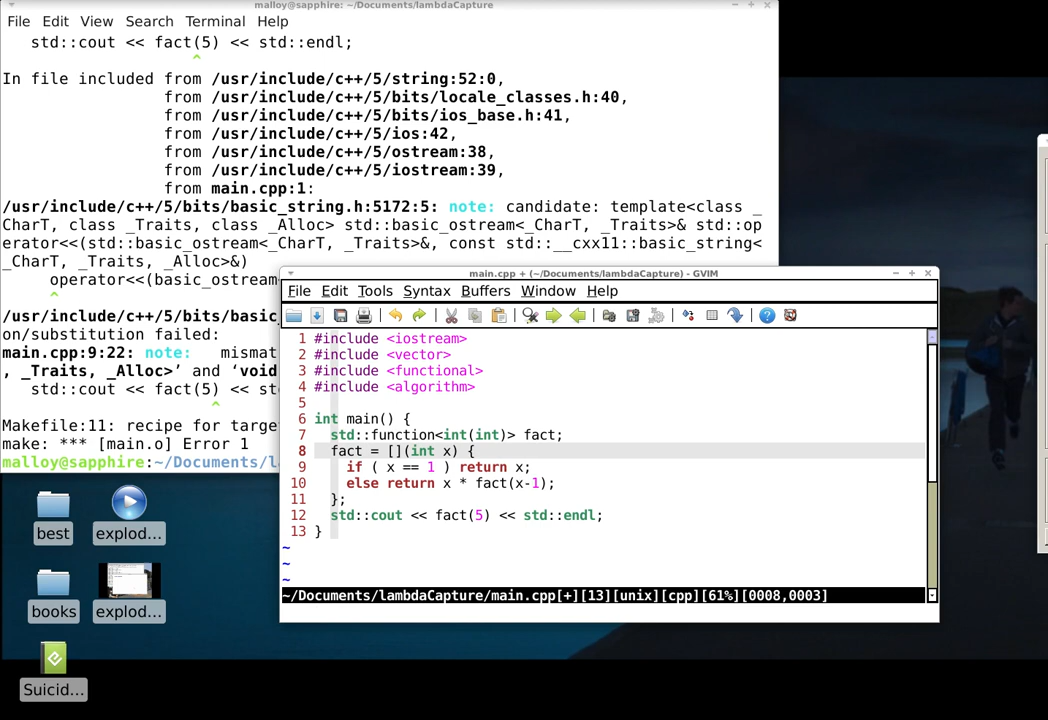 malloy@sapphire: ~/Documents/lambdaCapture
File Edit View Search Terminal Help
std::cout << fact(5) << std::endl;
^
In file included from /usr/include/c++/5/string:52:0,
from /usr/include/c++/5/bits/locale_classes.h:40,
from /usr/include/c++/5/bits/ios_base.h:41,
from /usr/include/c++/5/ios:42,
from /usr/include/c++/5/ostream:38,
from /usr/include/c++/5/iostream:39,
from main.cpp:1:
/usr/include/c++/5/bits/basic_string.h:5172:5: note: candidate: template<class _
CharT, class _Traits, class _Alloc> std::basic_ostream<_CharT, _Traits>& std::op
erator<<(std::basic_ostream<_CharT, _Traits>&, const std::__cxx11::basic_string<
_CharT, _Traits, _Alloc>&)
operator<<(basic_ostream
^
/usr/include/c++/5/bits/basic_
on/substitution failed:
main.cpp:9:22: note: mismat
, _Traits, _Alloc>’ and ‘void
std::cout << fact(5) << st
^
Makefile:11: recipe for targe
make: *** [main.o] Error 1
malloy@sapphire:~/Documents/l
main.cpp + (~/Documents/lambdaCapture) - GVIM
File Edit Tools Syntax Buffers Window Help
1 #include <iostream>
2 #include <vector>
3 #include <functional>
4 #include <algorithm>
5
6 int main() {
7 std::function<int(int)> fact;
8 fact = [](int x) {
9 if ( x == 1 ) return x;
10 else return x * fact(x-1);
11 };
12 std::cout << fact(5) << std::endl;
13 }
~
~
~
~/Documents/lambdaCapture/main.cpp[+][13][unix][cpp][61%][0008,0003]
best
explod...
books
explod...
Suicid...